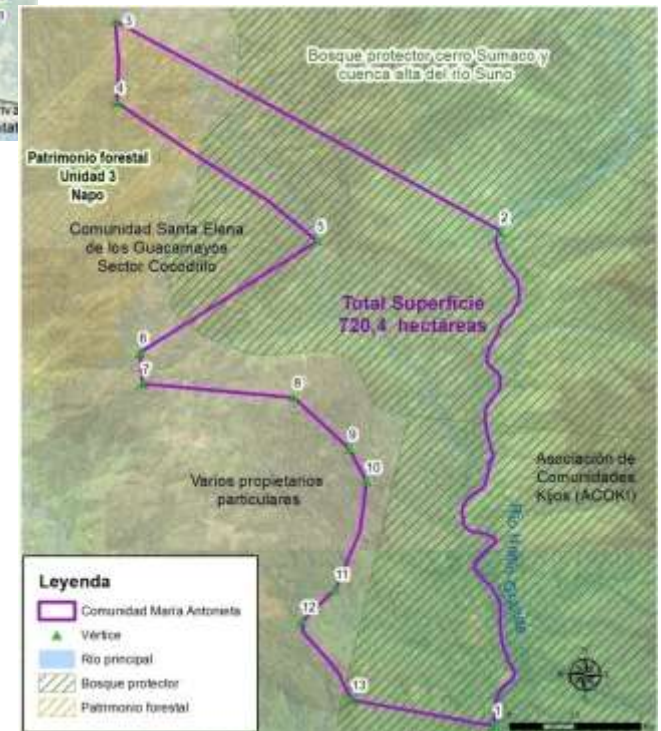 3
Bosque protector cerro Sumaco y
cuenca alta del río Suno
4
Patrimonio forestal
Unidad 3
Napo
2
Comunidad Santa Elena
de los Guacamayos
Sector Cocodrilo
5
Total Superficie
720,4 hectáreas
6
7
8
9
10
Asociación de
Comunidades
Kijos (ACOKI)
Varios propietarios
particulares
Río
11
12
13
1
Leyenda
Comunidad María Antonieta
Vértice
Río principal
Bosque protector
Patrimonio forestal